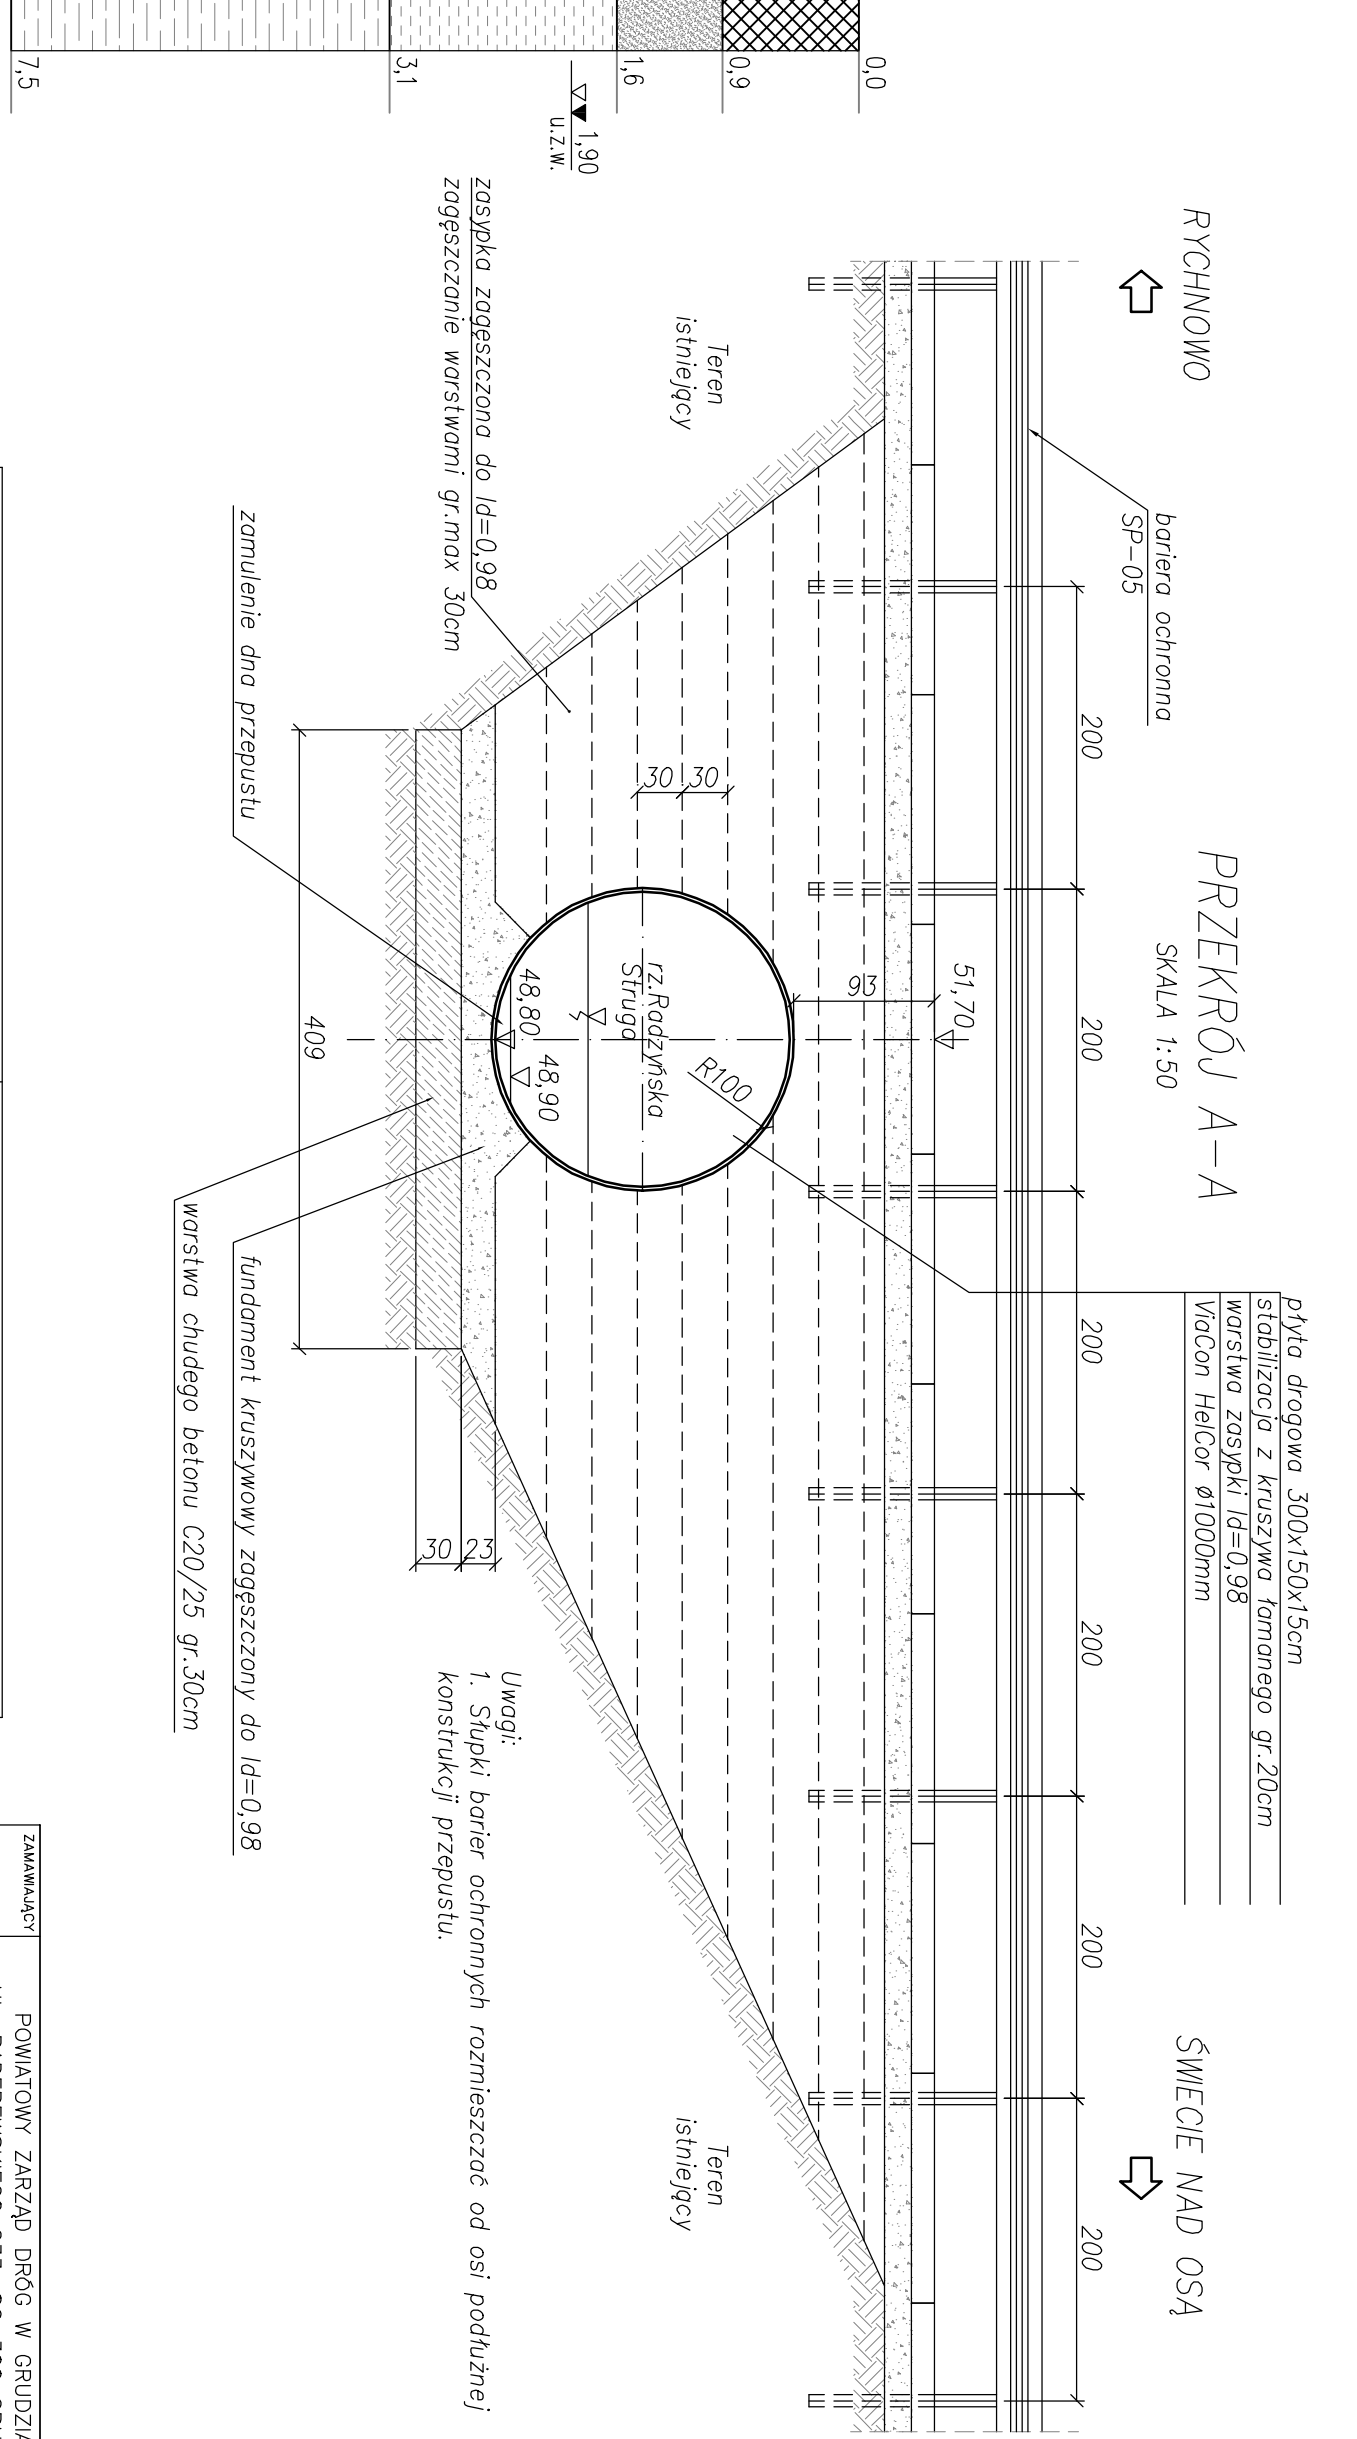 RYCHNOWO
PRZEKRÓJ A-A
SKALA 1:50
ŚWIECIE NAD OSĄ
bariera ochronna
SP-05
płyta drogowa 300x150x15cm
stabilizacja z kruszywa łamanego gr.20cm
warstwa zasypki Id=0,98
ViaCon HelCor ø1000mm
200
200
200
200
200
200
51,70
93
R100
rz.Radzyńska
Struga
48,80
48,90
30
30
Teren
istniejący
Teren
istniejący
0,0
0,9
1,6
1,90
u.z.w.
3,1
7,5
zasypka zagęszczona do Id=0,98
zagęszczanie warstwami gr.max 30cm
zamulenie dna przepustu
409
30
23
fundament kruszywowy zagęszczony do Id=0,98
warstwa chudego betonu C20/25 gr.30cm
Uwagi:
1. Słupki barier ochronnych rozmieszczać od osi podłużnej
konstrukcji przepustu.
ZAMAWIAJĄCY
POWIATOWY ZARZĄD DRÓG W